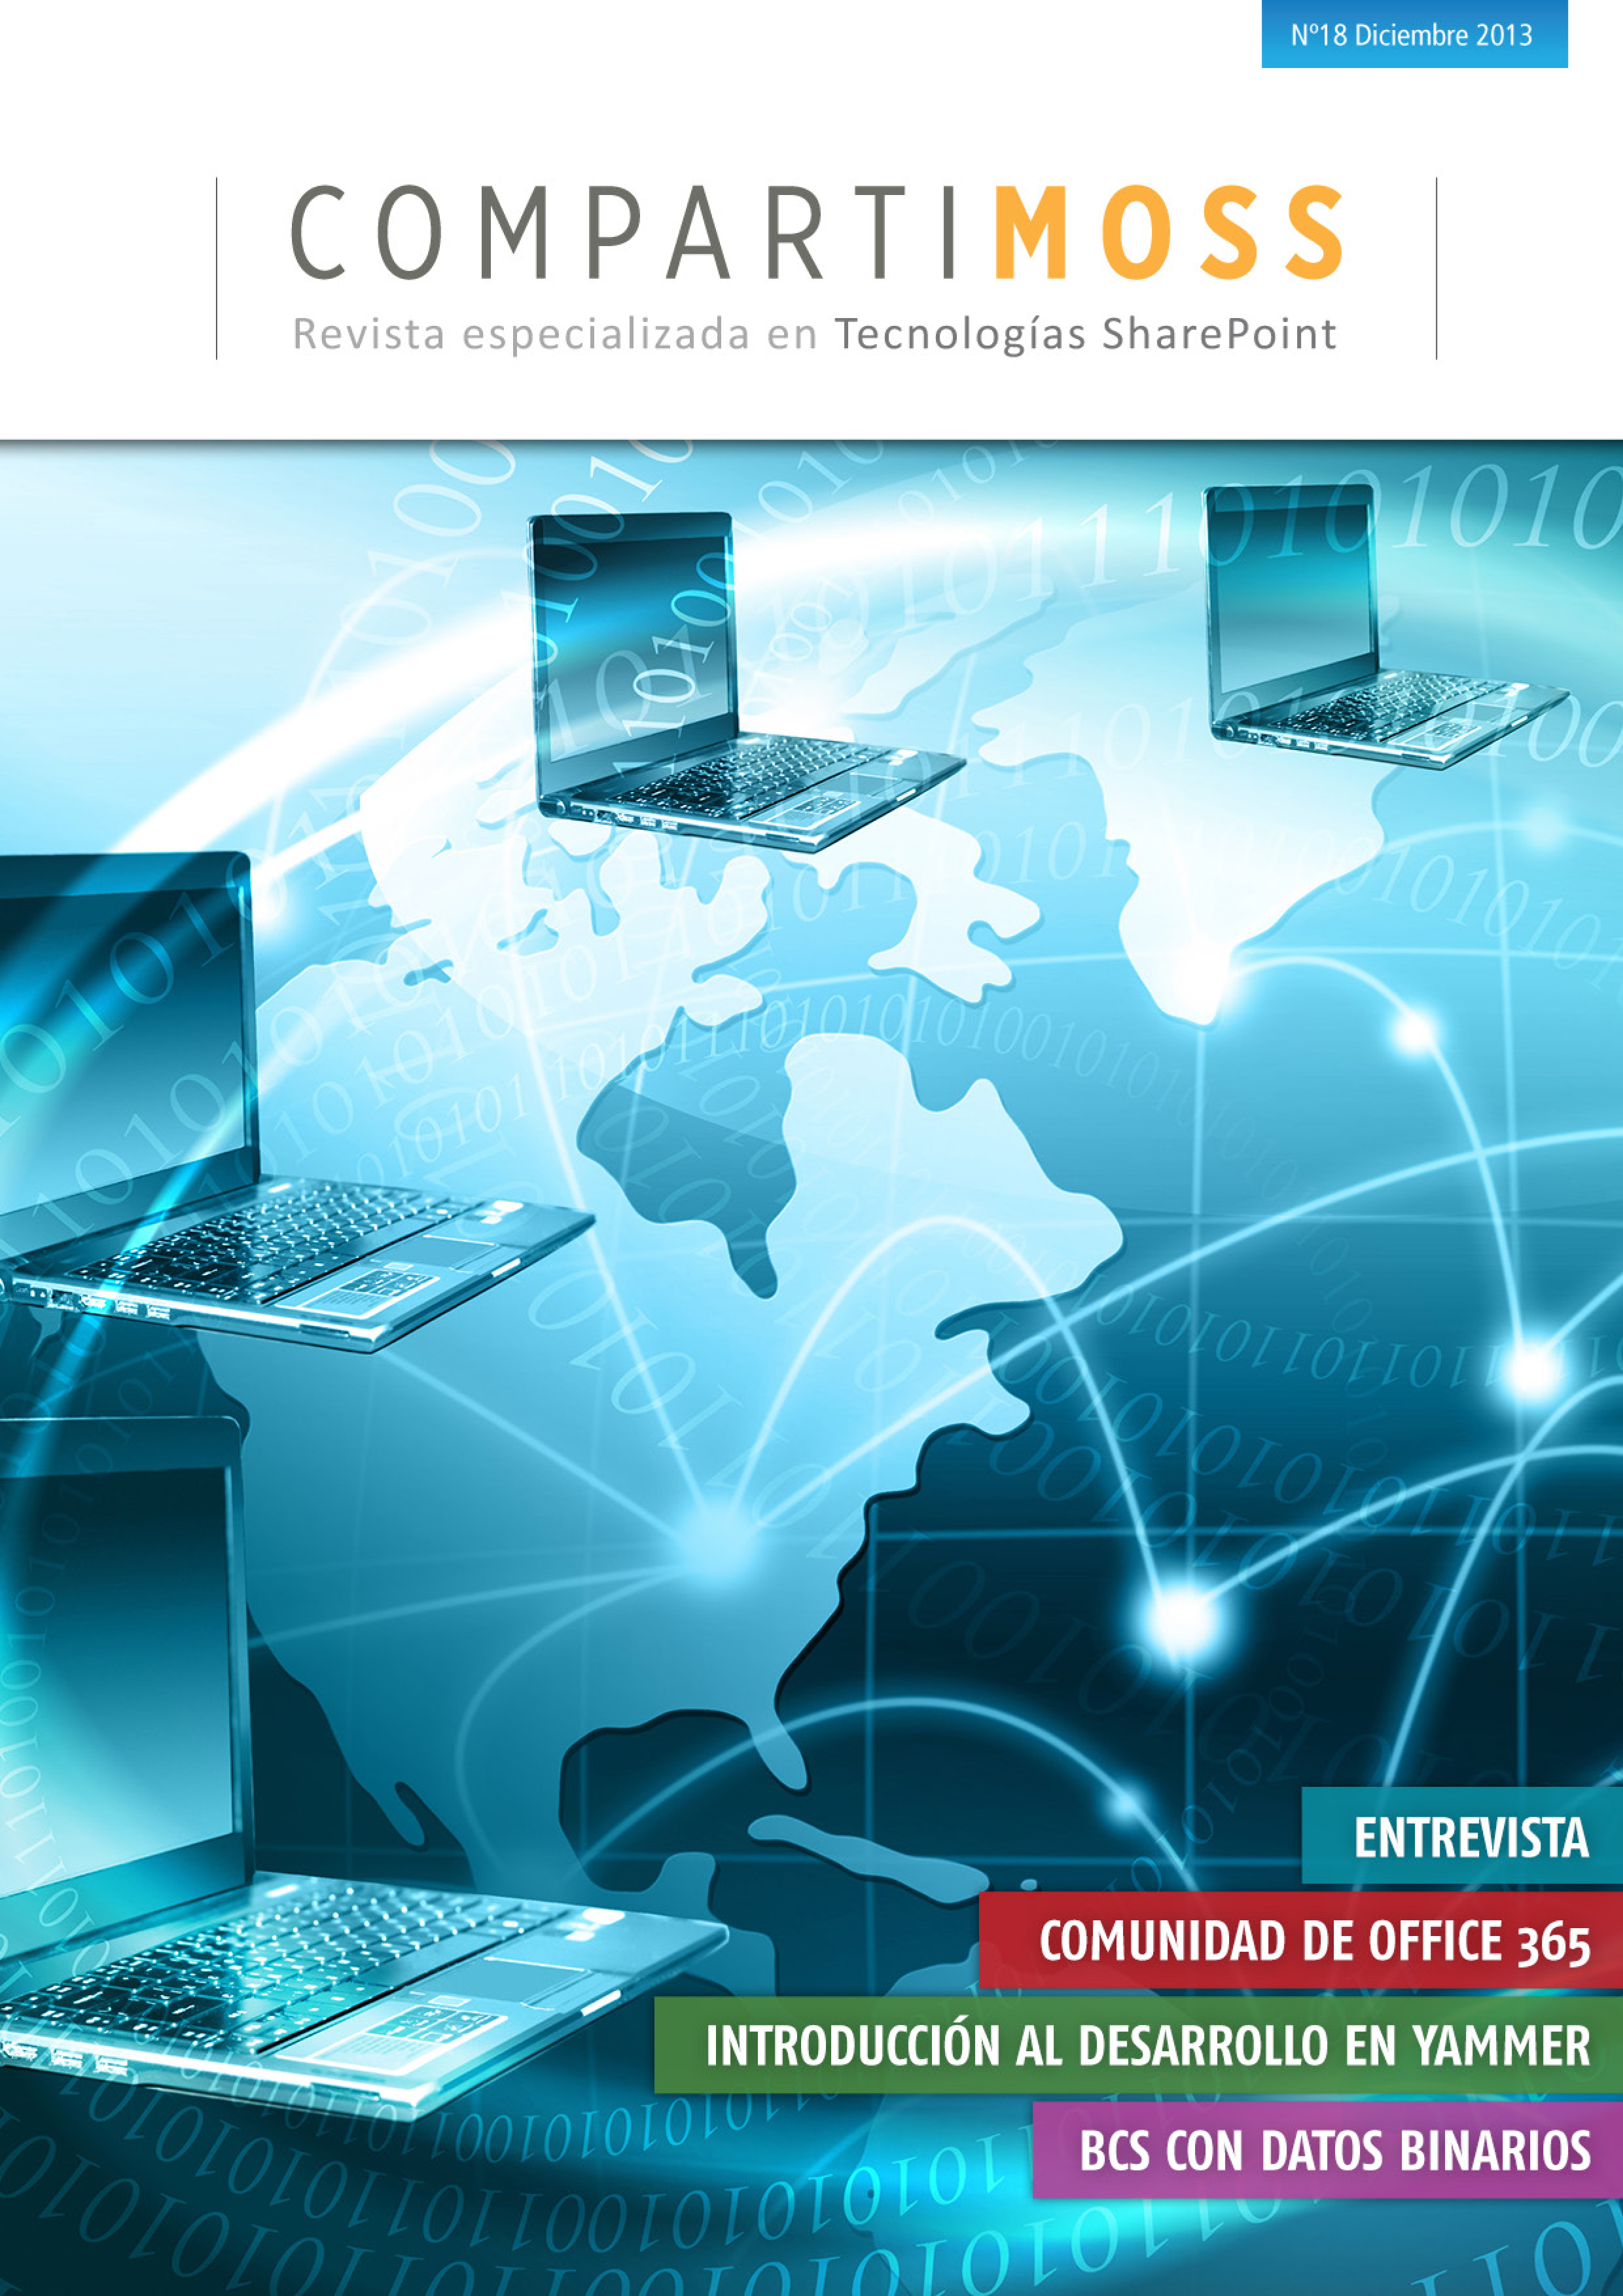 Nº18 Diciembre 2013
COMPARTIMOSS
Revista especializada en Tecnologías SharePoint
ENTREVISTA
COMUNIDAD DE OFFICE 365
INTRODUCCIÓN AL DESARROLLO EN YAMMER
BCS CON DATOS BINARIOS